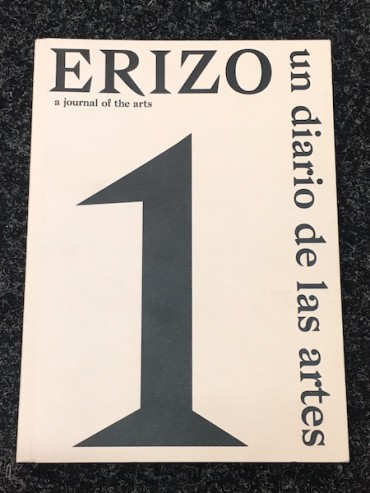 ERIZO
a journal of the arts
un diario de las artes
1